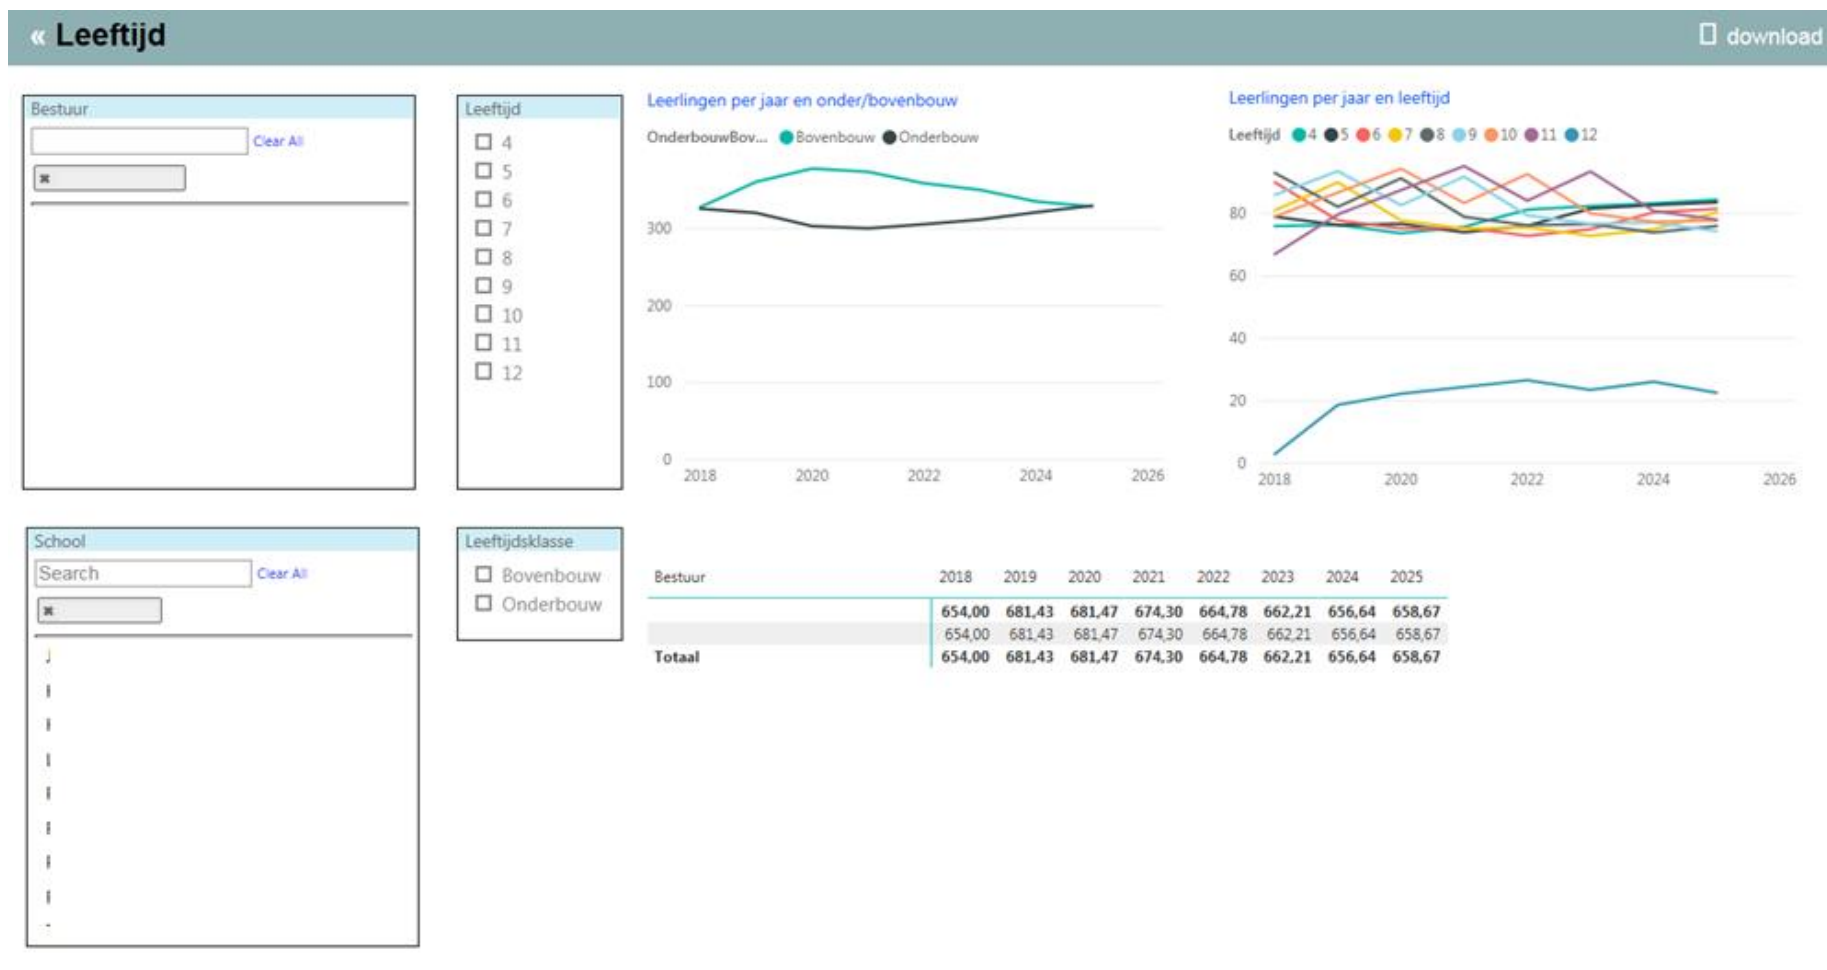 « Leeftijd
download
Bestuur
Clear All
Leeftijd
4
5
6
7
8
9
10
11
12
Leerlingen per jaar en onder/bovenbouw
OnderbouwBov... Bovenbouw Onderbouw
300
200
100
0
2018 2020 2022 2024 2026
Leerlingen per jaar en leeftijd
Leeftijd 4 5 6 7 8 9 10 11 12
80
60
40
20
0
2018 2020 2022 2024 2026
School
Search Clear All
Leeftijdsklasse
Bovenbouw
Onderbouw
Bestuur 2018 2019 2020 2021 2022 2023 2024 2025
654,00 681,43 681,47 674,30 664,78 662,21 656,64 658,67
654,00 681,43 681,47 674,30 664,78 662,21 656,64 658,67
Totaal 654,00 681,43 681,47 674,30 664,78 662,21 656,64 658,67